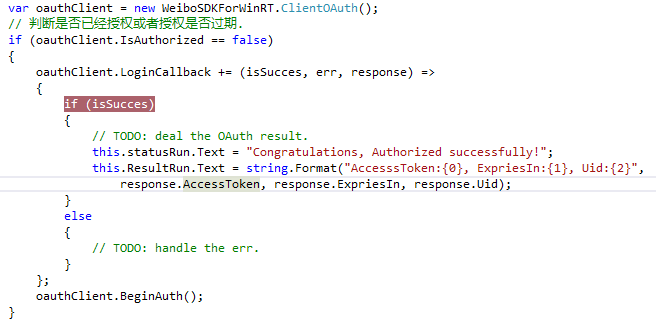 var oauthClient = new WeiboSDKForWinRT.ClientOAuth();
// 判断是否已经授权或者授权是否过期.
if (oauthClient.IsAuthorized == false)
{
    oauthClient.LoginCallback += (isSucces, err, response) =>
    {
        if (isSucces)
        {
            // TODO: deal the OAuth result.
            this.statusRun.Text = "Congratulations, Authorized successfully!";
            this.ResultRun.Text = string.Format("AccesssToken:{0}, ExpriesIn:{1}, Uid:{2}",
                response.AccessToken, response.ExpriesIn, response.Uid);
        }
        else
        {
            // TODO: handle the err.
        }
    };
    oauthClient.BeginAuth();
}